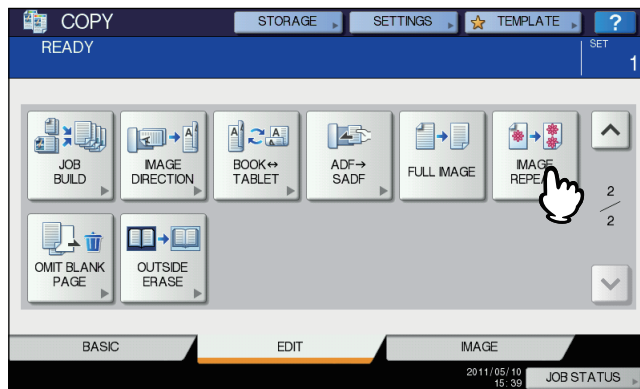 COPY
STORAGE
SETTINGS
TEMPLATE
?
READY
SET
1
JOB
BUILD
IMAGE
DIRECTION
BOOK↔
TABLET
ADF→
SADF
FULL IMAGE
IMAGE
REPEAT
2
2
OMIT BLANK
PAGE
OUTSIDE
ERASE
BASIC
EDIT
IMAGE
2011/05/10
15:39
JOB STATUS